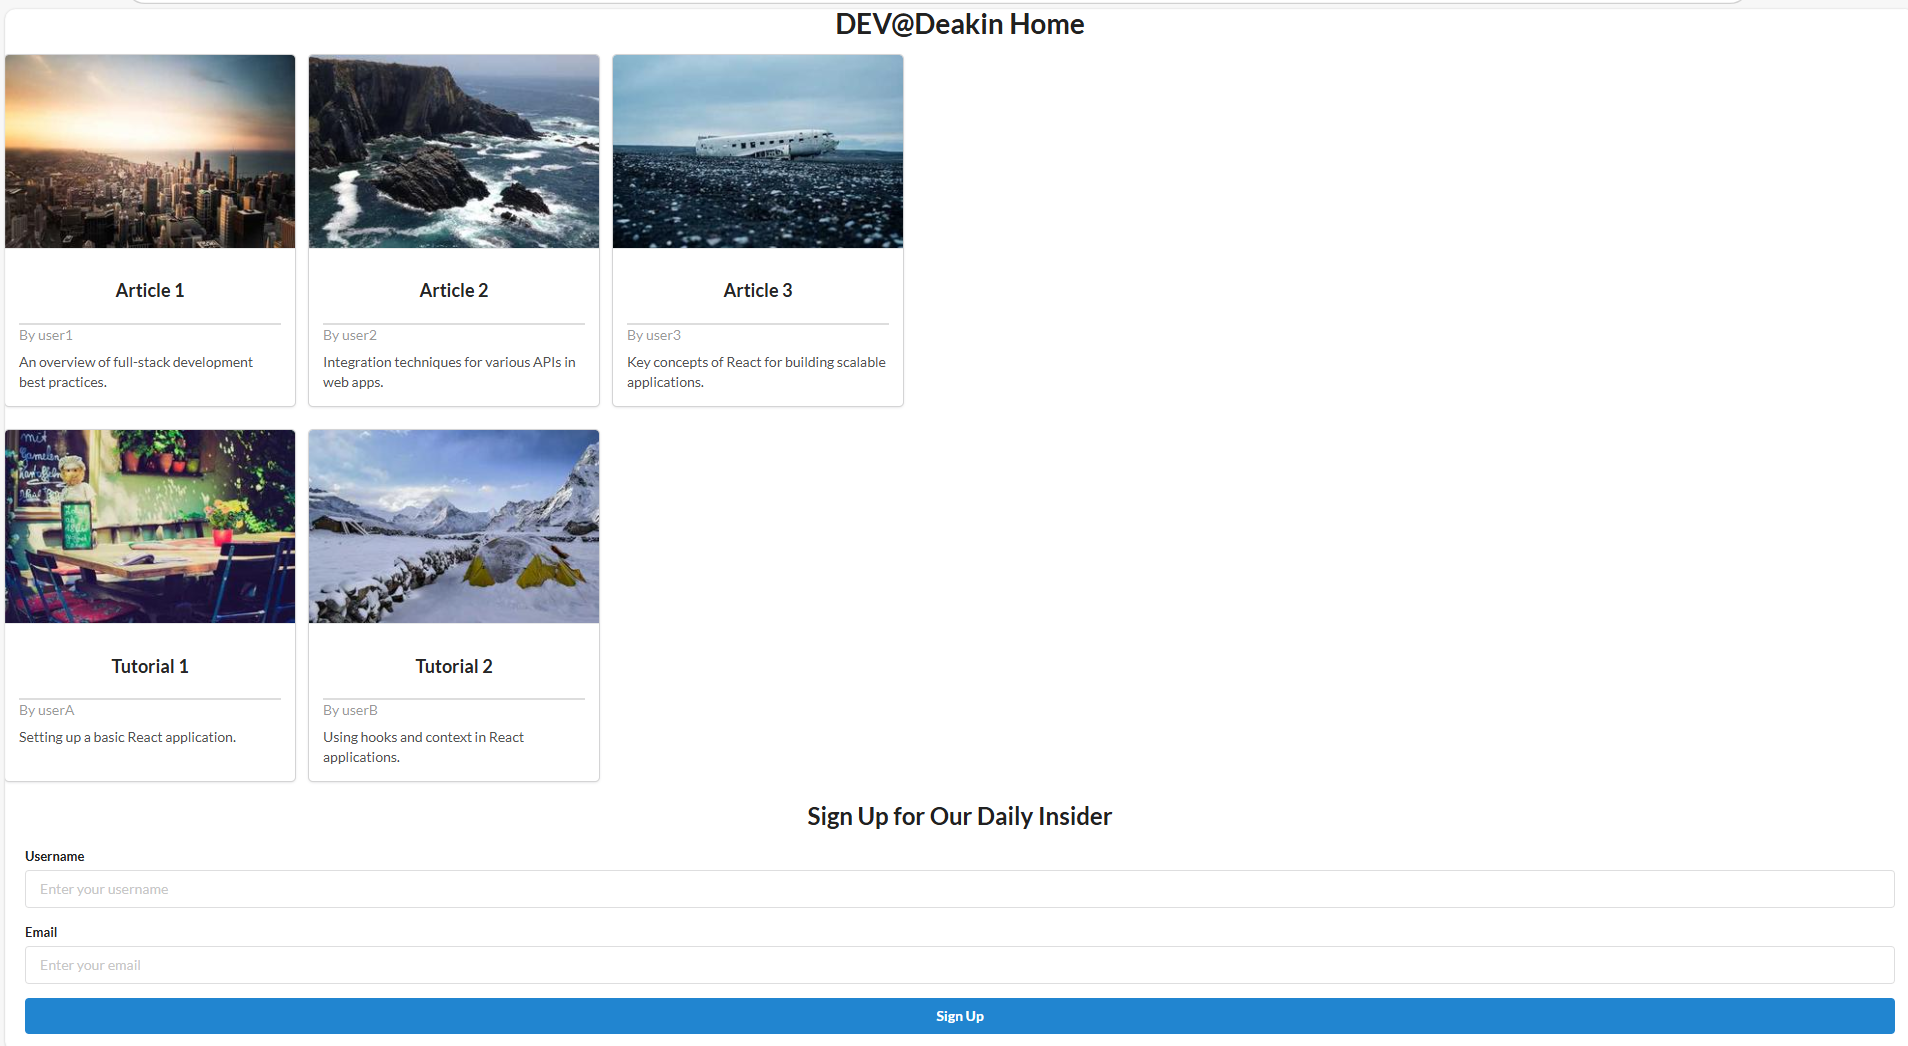 DEV@Deakin Home
Article 1
By user1
An overview of full-stack development
best practices.
Article 2
By user2
Integration techniques for various APIs in
web apps.
Article 3
By user3
Key concepts of React for building scalable
applications.
mit
Gamelen
Tutorial 1
By userA
Setting up a basic React application.
Tutorial 2
By userB
Using hooks and context in React
applications.
Sign Up for Our Daily Insider
Username
Enter your username
Email
Enter your email
Sign Up